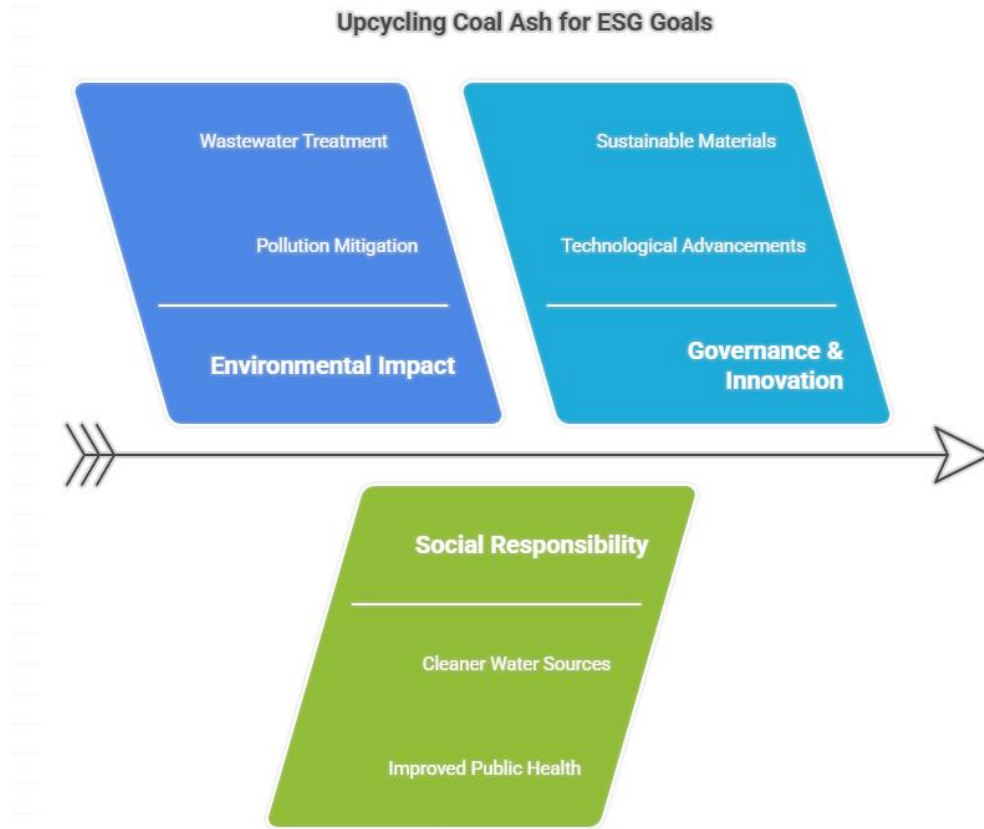 Upcycling Coal Ash for ESG Goals
Wastewater Treatment
Pollution Mitigation
Environmental Impact
Sustainable Materials
Technological Advancements
Governance &
Innovation
Social Responsibility
Cleaner Water Sources
Improved Public Health